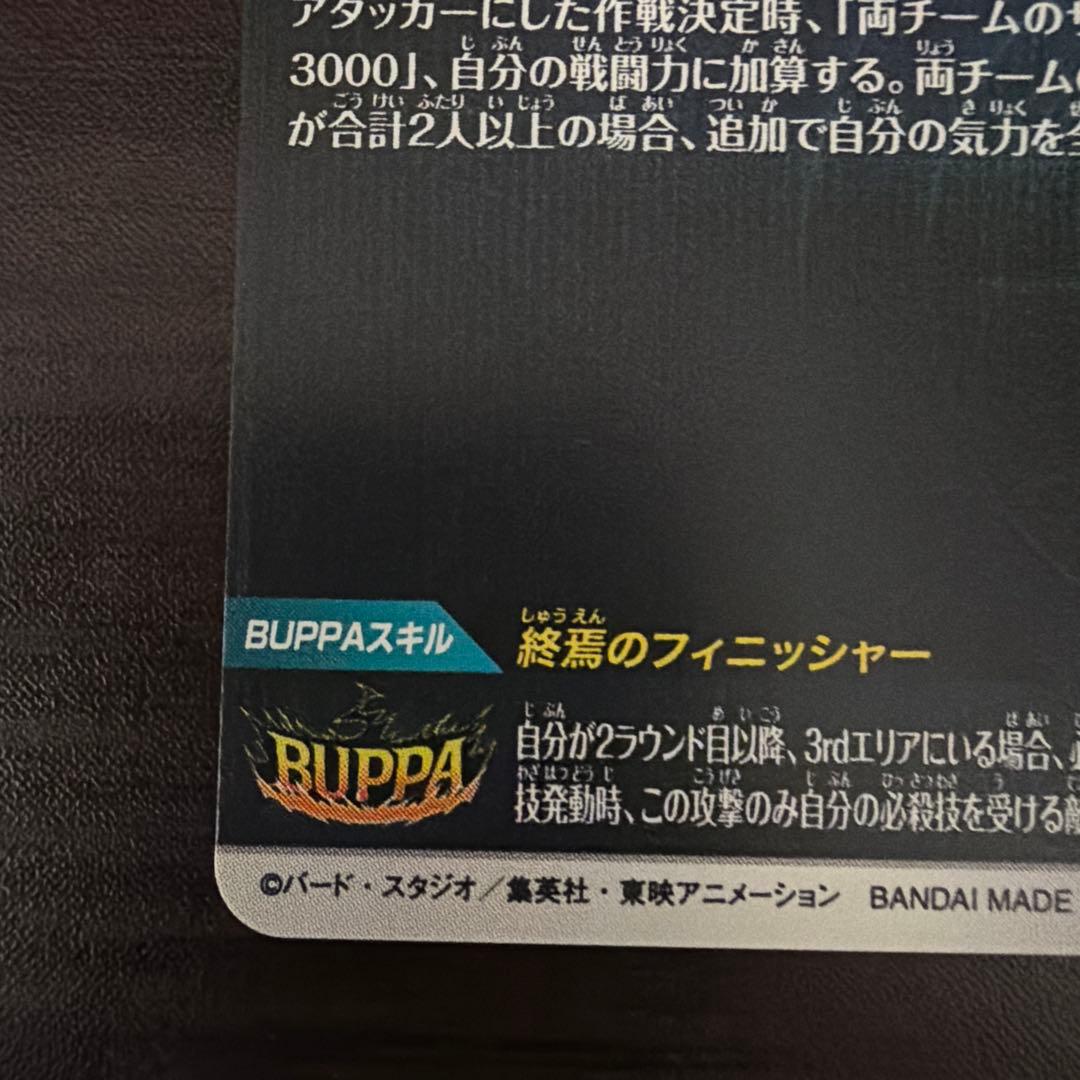 アタッカーにした作戦決定時、「両チームの
3000」、自分の戦闘力に加算する。両チーム
が合計2人以上の場合、追加で自分の気力を全
BUPPAスキル
終焉のフィニッシャー
BUPPA
自分が2ラウンド目以降、3rdエリアにいる場合、
技発動時、この攻撃のみ自分の必殺技を受ける敵
©バード・スタジオ／集英社・東映アニメーション BANDAI MADE